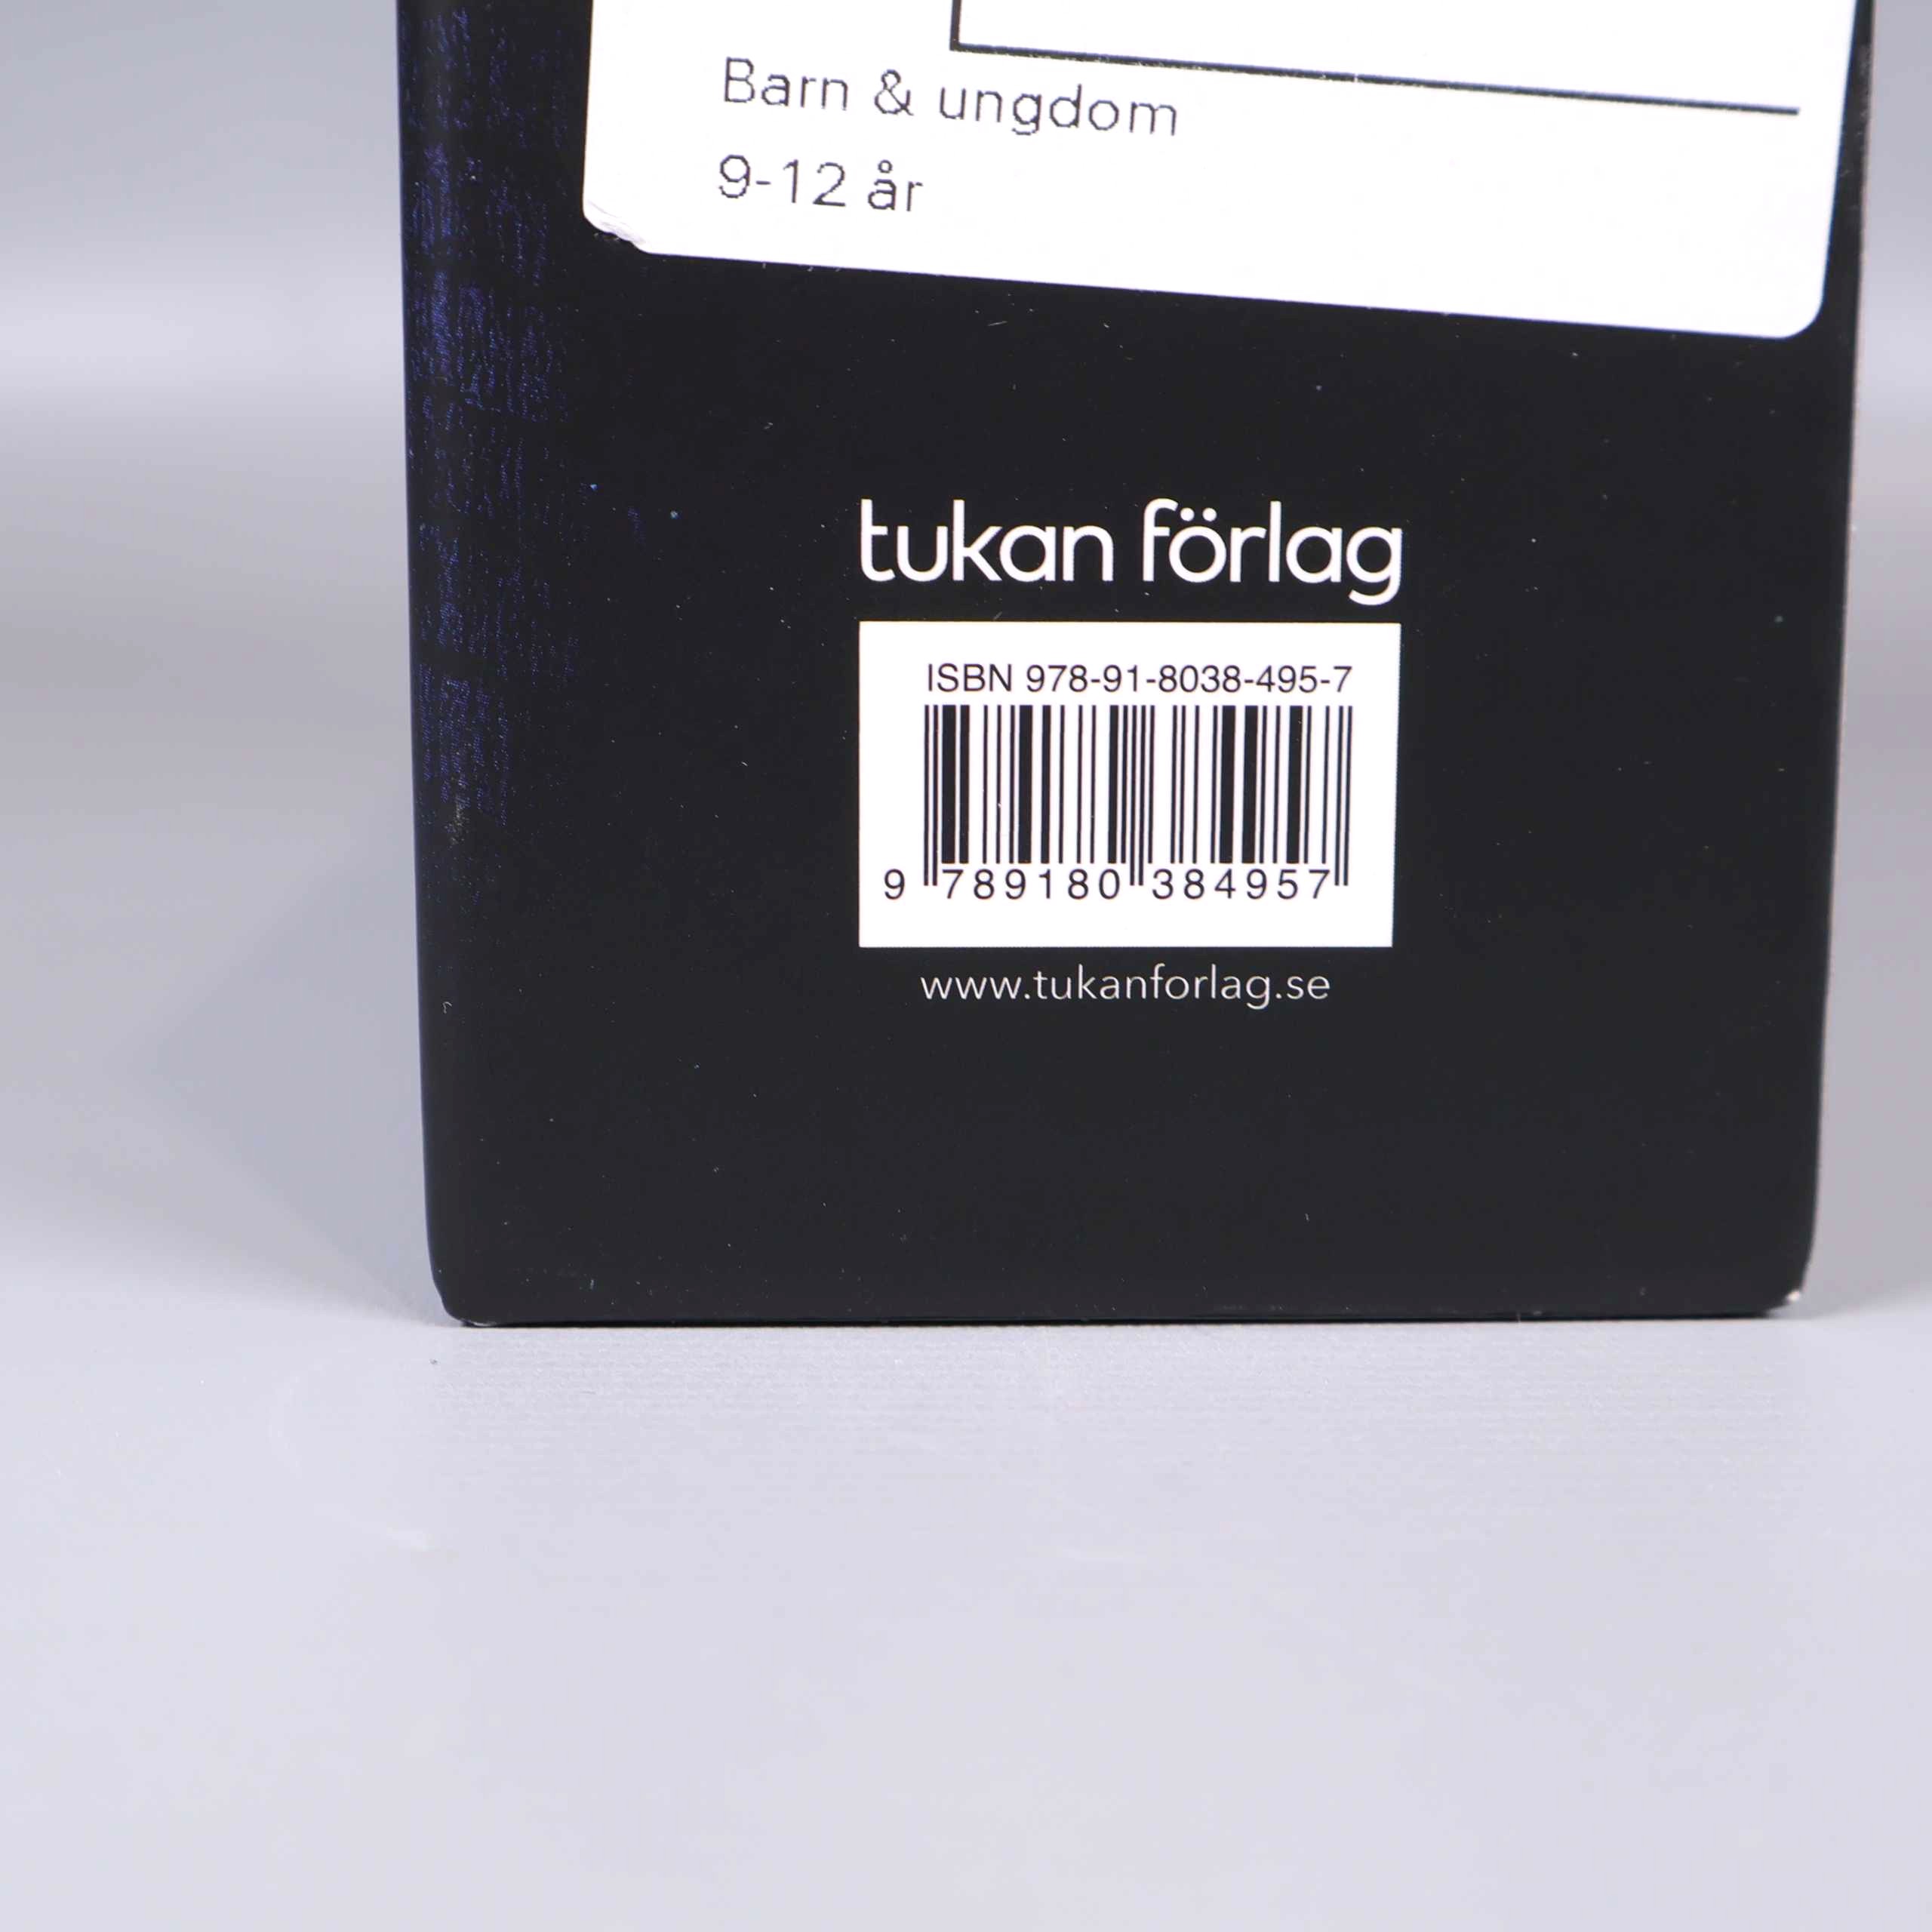 Barn & ungdom
9-12 år
tukan förlag
ISBN 978-91-8038-495-7
9 789180 384957
www.tukanforlag.se